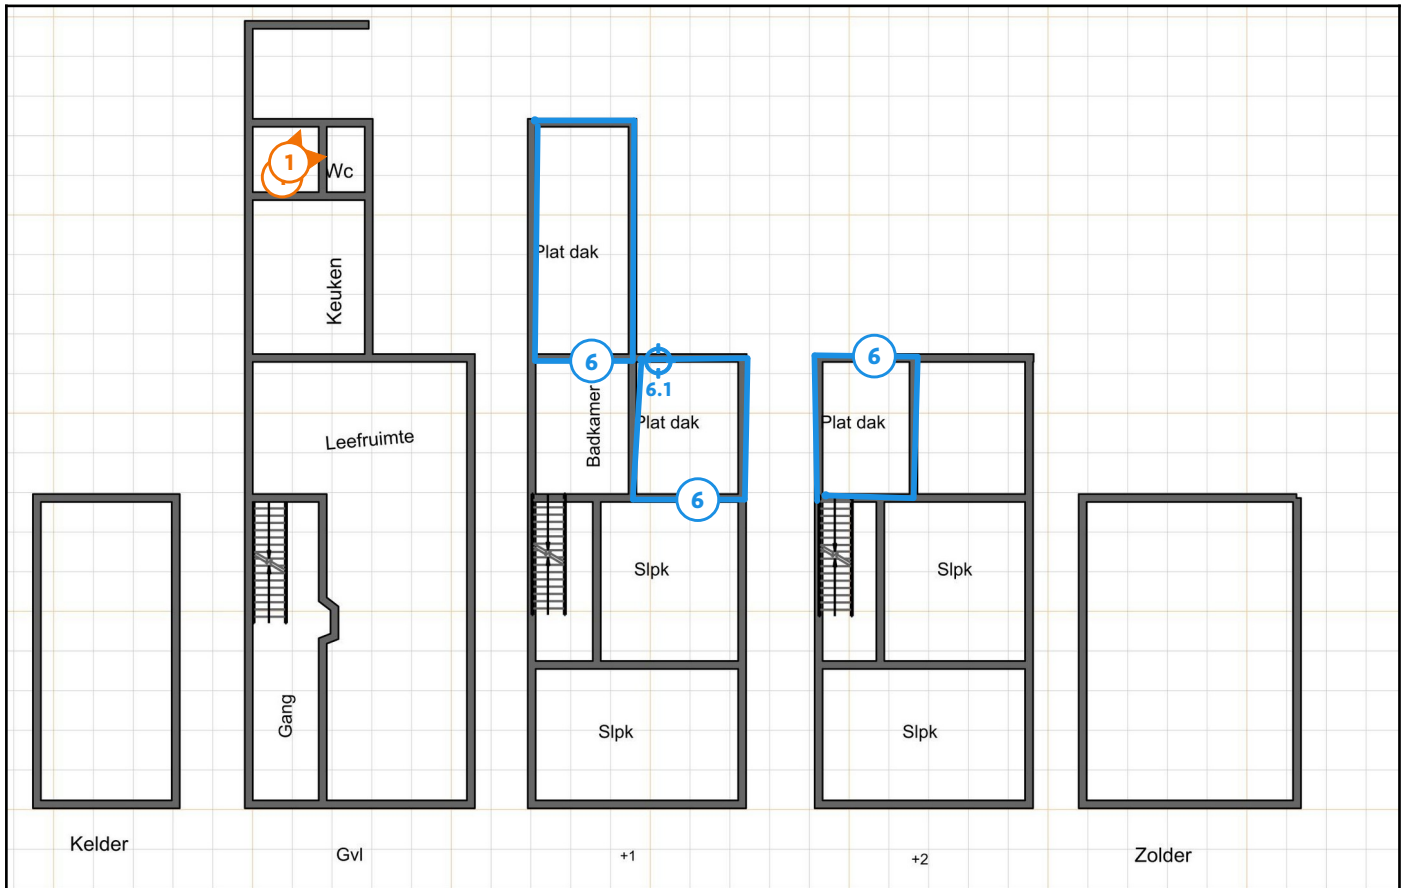 1
Wc
Plat dak
Keuken
6
6
6.1
Badkamer
Plat dak
Plat dak
Leefruimte
6
Slpk
Slpk
Gang
Slpk
Slpk
Kelder
Gvl
+1
+2
Zolder